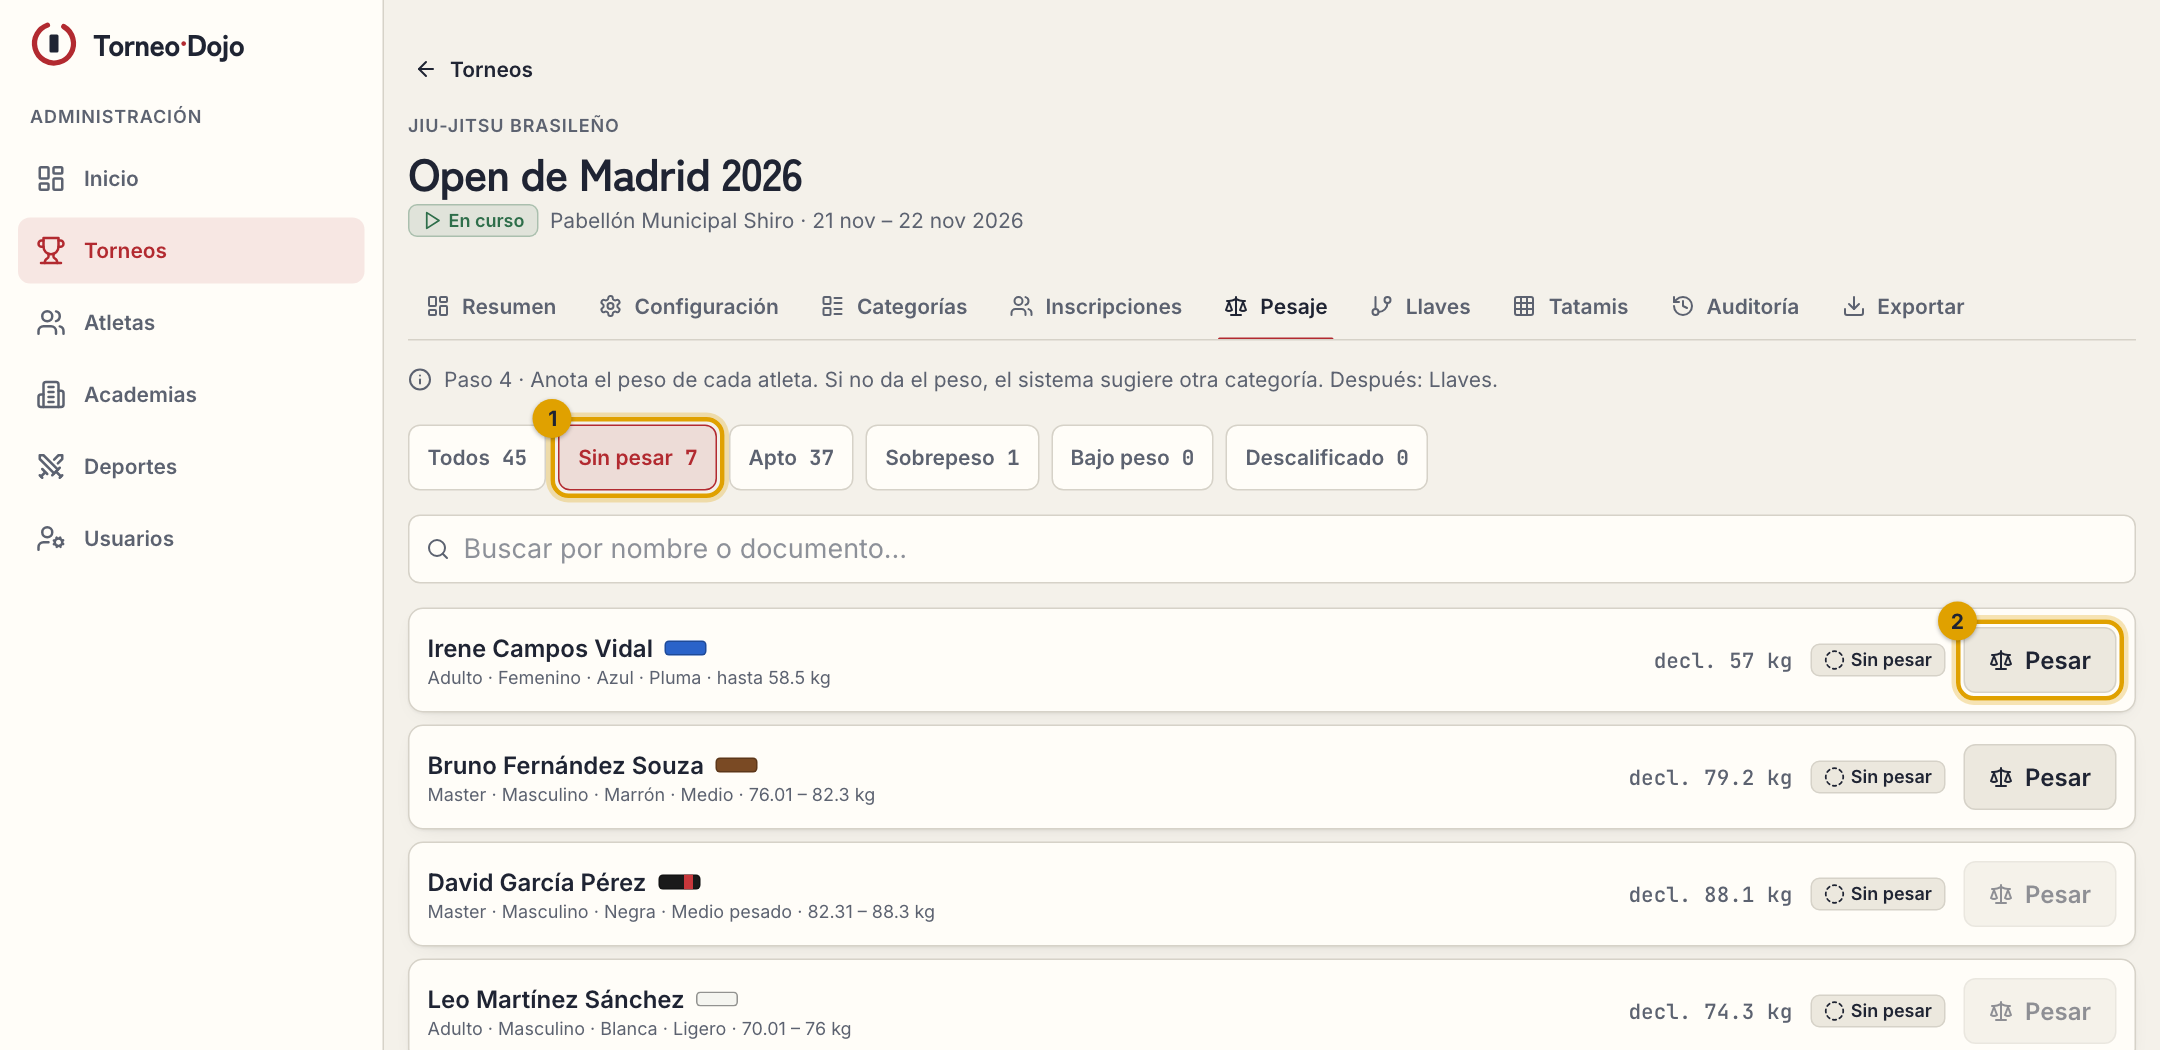 Torneo·Dojo
ADMINISTRACIÓN
Inicio
Torneos
Atletas
Academias
Deportes
Usuarios
Torneos
JIU-JITSU BRASILEÑO
Open de Madrid 2026
En curso Pabellón Municipal Shiro · 21 nov – 22 nov 2026
Resumen Configuración Categorías Inscripciones Pesaje Llaves Tatamis Auditoría Exportar
Paso 4 · Anota el peso de cada atleta. Si no da el peso, el sistema sugiere otra categoría. Después: Llaves.
1
Todos 45 Sin pesar 7 Apto 37 Sobrepeso 1 Bajo peso 0 Descalificado 0
Buscar por nombre o documento...
2
Irene Campos Vidal
Adulto · Femenino · Azul · Pluma · hasta 58.5 kg
decl. 57 kg Sin pesar Pesar
Bruno Fernández Souza
Master · Masculino · Marrón · Medio · 76.01 – 82.3 kg
decl. 79.2 kg Sin pesar Pesar
David García Pérez
Master · Masculino · Negra · Medio pesado · 82.31 – 88.3 kg
decl. 88.1 kg Sin pesar Pesar
Leo Martínez Sánchez
Adulto · Masculino · Blanca · Ligero · 70.01 – 76 kg
decl. 74.3 kg Sin pesar Pesar